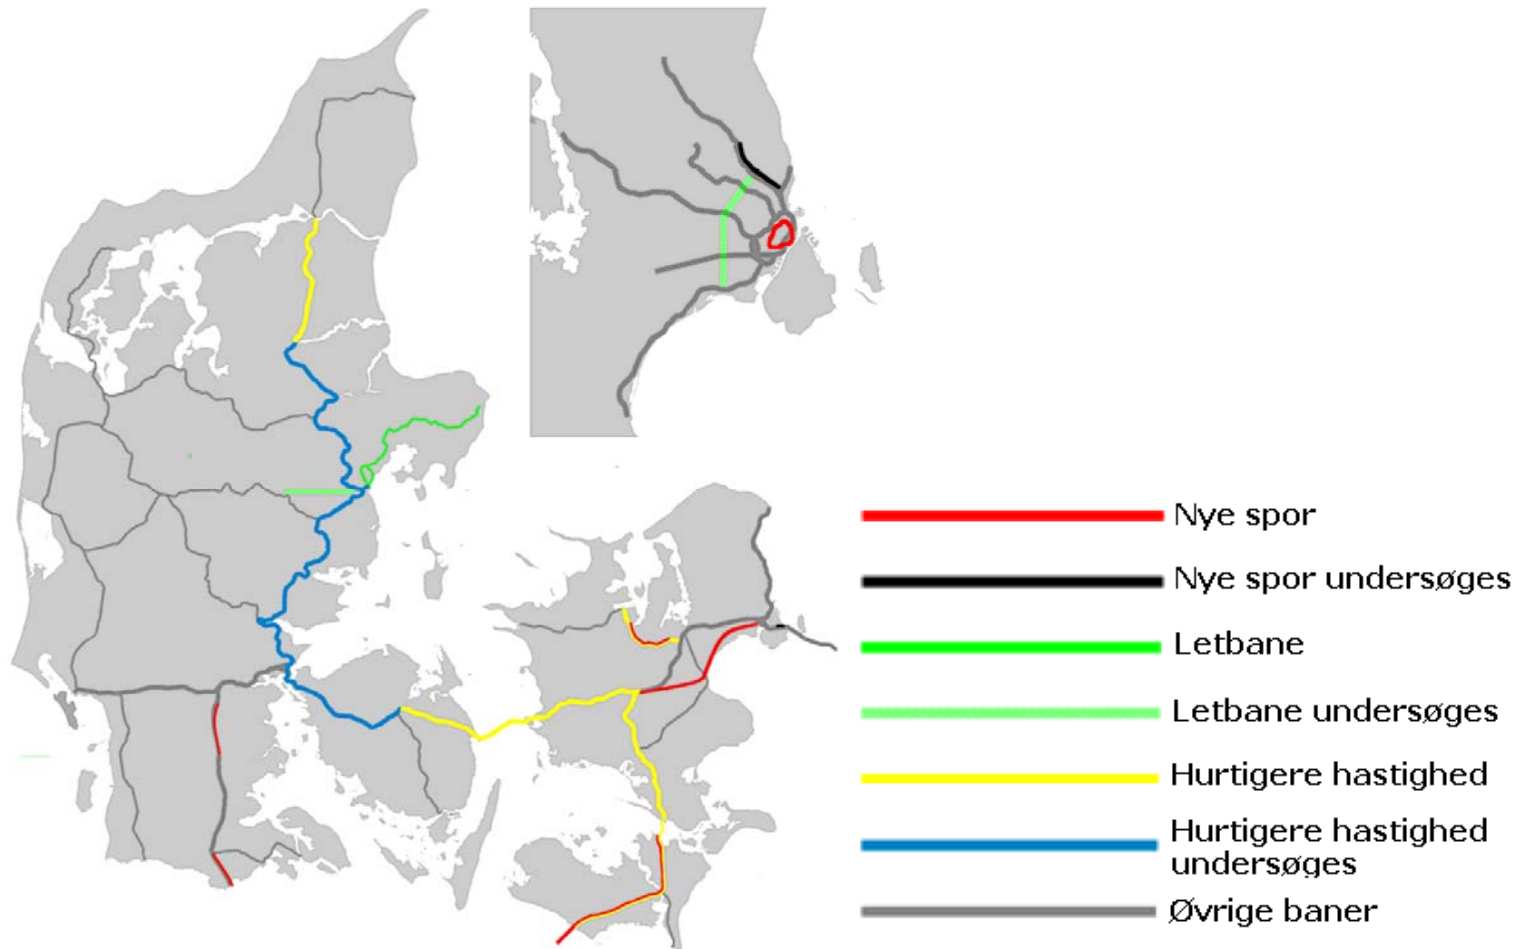 Nye spor
Nye spor undersøges
Letbane
Letbane undersøges
Hurtigere hastighed
Hurtigere hastighed
undersøges
Øvrige baner